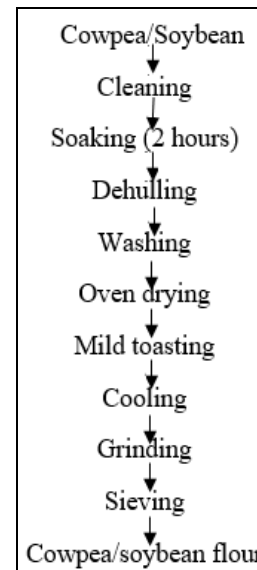 Cowpea/Soybean
Cleaning
Soaking (2 hours)
Dehulling
Washing
Oven drying
Mild toasting
Cooling
Grinding
Sieving
Cowpea/soybean flour